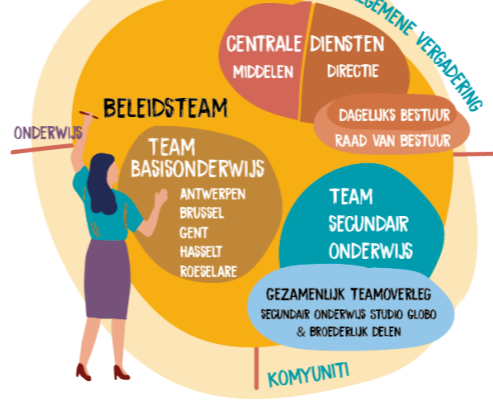 ALGEMENE VERGADERING
CENTRALE DIENSTEN
MIDDELEN DIRECTIE
DAGELIJKS BESTUUR
RAAD VAN BESTUUR
BELEIDSTEAM
ONDERWIJS
TEAM
BASISONDERWIJS
ANTWERPEN
BRUSSEL
GENT
HASSELT
ROESELARE
TEAM
SECUNDAIR
ONDERWIJS
GEZAMENLIJK TEAMOVERLEG
SECUNDAIR ONDERWIJS STUDIO GLOBO
& BROEDERLIJK DELEN
KOMYUNITI